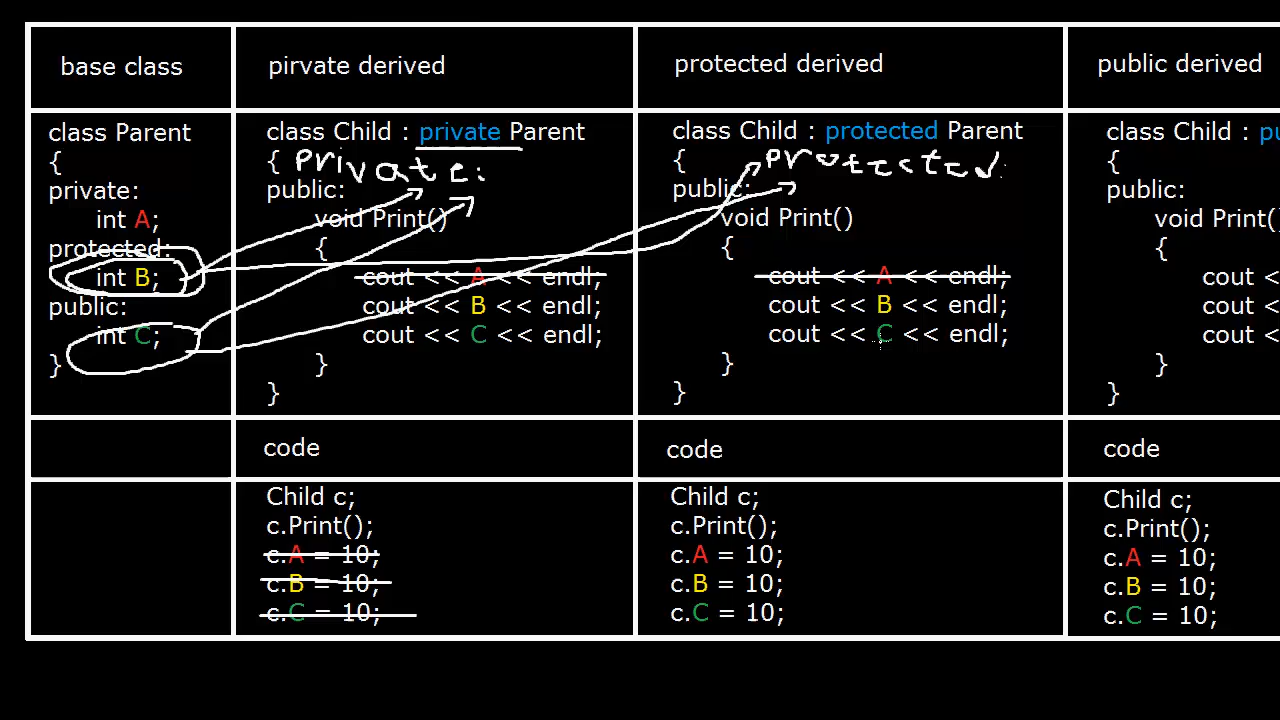 base class
class Parent
{
private:
int A;
protected:
int B;
public:
int C;
}
pirvate derived
class Child : private Parent
{ private:
public:
void Print()
{
cout << A << endl;
cout << B << endl;
cout << C << endl;
}
}
code
Child c;
c.Print();
c.A = 10;
c.B = 10;
c.C = 10;
protected derived
class Child : protected Parent
{ protected:
public:
void Print()
{
cout << A << endl;
cout << B << endl;
cout << C << endl;
}
}
code
Child c;
c.Print();
c.A = 10;
c.B = 10;
c.C = 10;
public derived
class Child :
{
public:
void Print()
{
cout <
cout <
cout <
}
}
code
Child c;
c.Print();
c.A = 10;
c.B = 10;
c.C = 10;